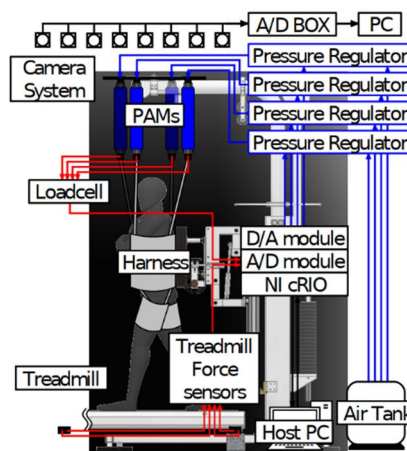 A/D BOX
PC
Camera
System
Pressure Regulator
Pressure Regulator
Pressure Regulator
Pressure Regulator
PAMs
Loadcell
Harness
D/A module
A/D module
NI cRIO
Treadmill
Force
sensors
Treadmill
Host PC
Air Tank